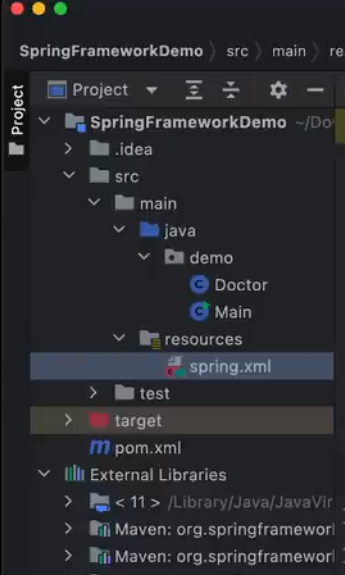 SpringFrameworkDemo 〉 src 〉 main 〉 re
Project
Project
SpringFrameworkDemo ~/Do
.idea
src
main
java
demo
Doctor
Main
resources
spring.xml
test
target
pom.xml
External Libraries
< 11 > /Library/Java/JavaVir
Maven: org.springframewor
Maven: org.springframewor